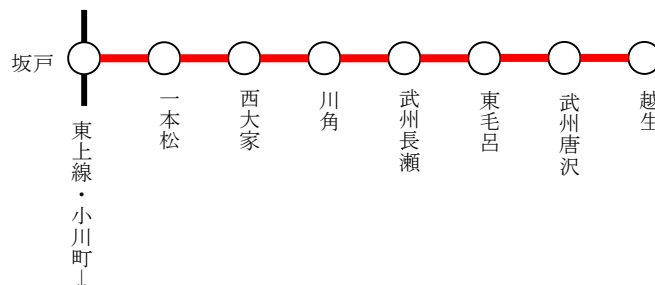 坂戸
東上線・小川町→
一本松
西大家
川角
武州長瀬
東毛呂
武州唐沢
越生